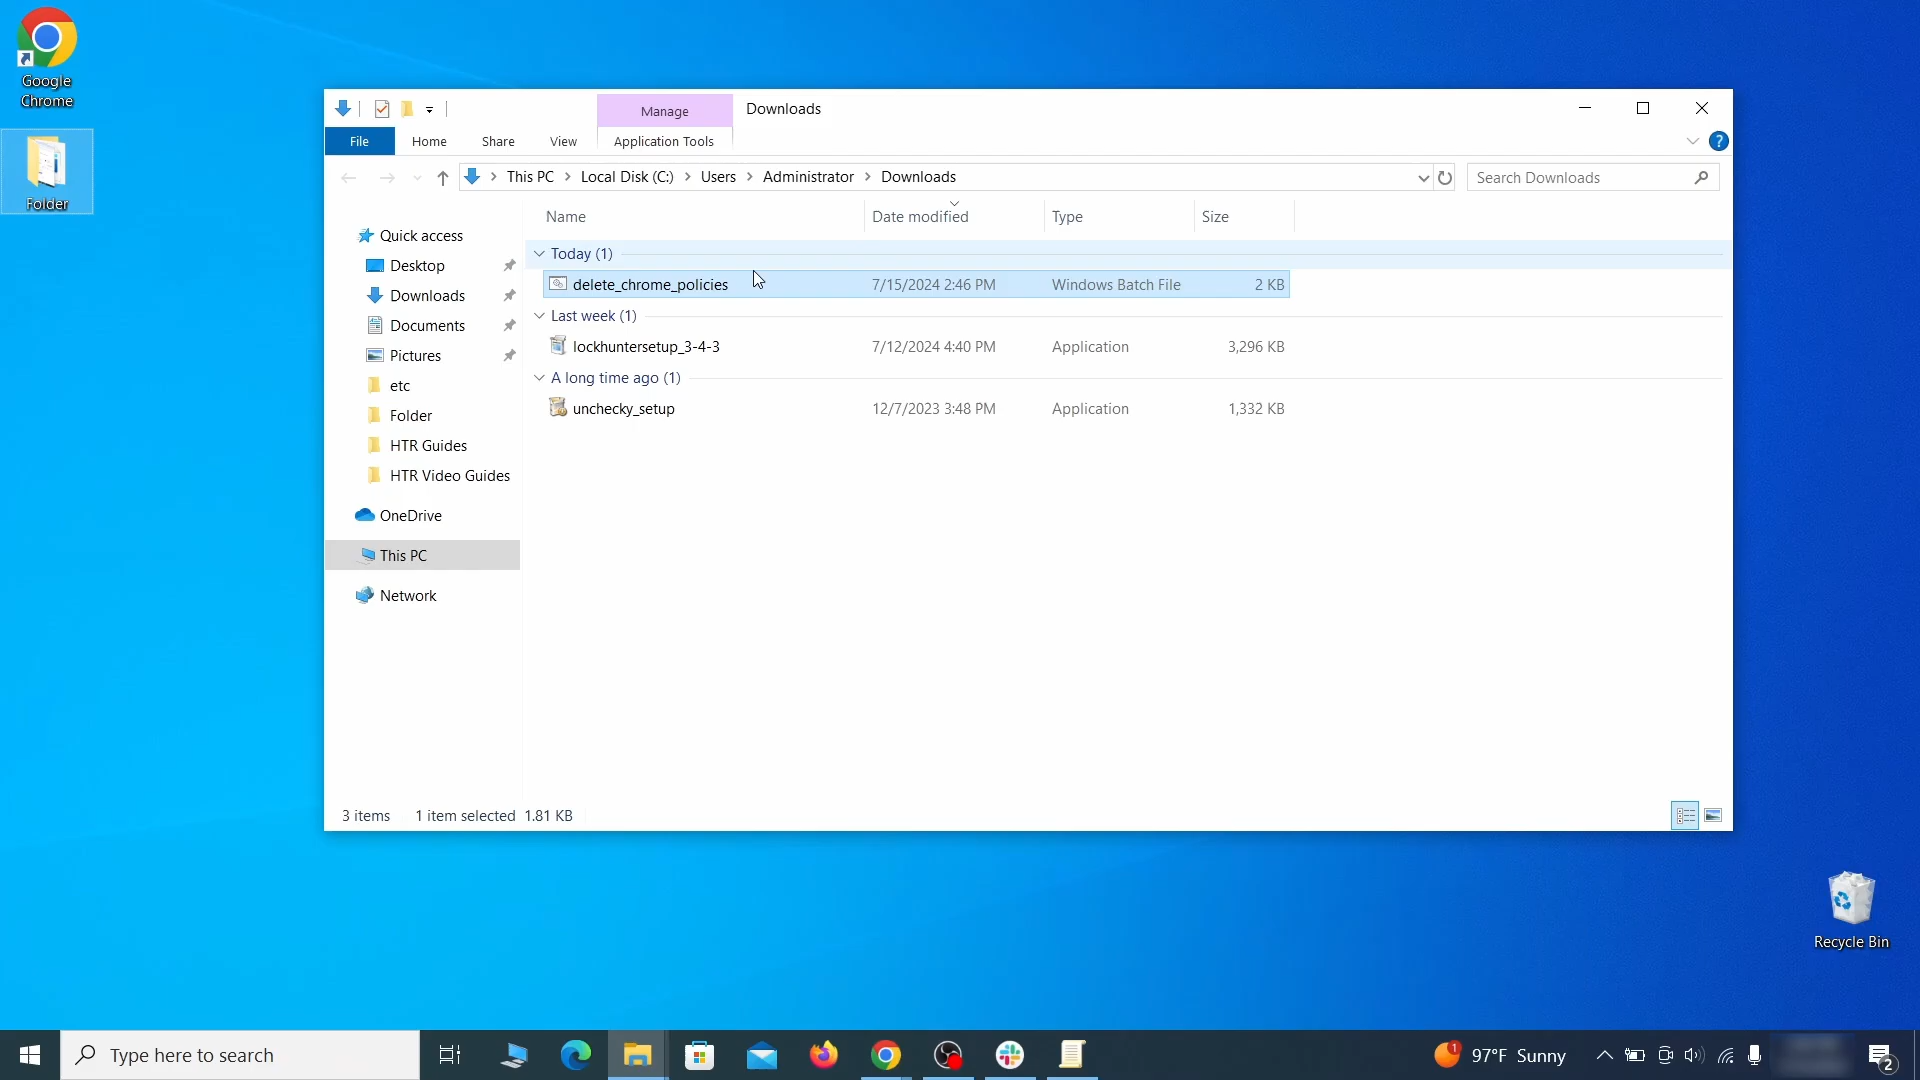 Google
Chrome
Folder
Manage
Downloads
File
Home
Share
View
Application Tools
?
This PC
Local Disk (C:)
Users
Administrator
Downloads
Search Downloads
Name
Date modified
Type
Size
Quick access
Desktop
Downloads
Documents
Pictures
etc
Folder
HTR Guides
HTR Video Guides
OneDrive
This PC
Network
Today (1)
delete_chrome_policies
7/15/2024 2:46 PM
Windows Batch File
2 KB
Last week (1)
lockhuntersetup_3-4-3
7/12/2024 4:40 PM
Application
3,296 KB
A long time ago (1)
unchecky_setup
12/7/2023 3:48 PM
Application
1,332 KB
3 items
1 item selected 1.81 KB
Recycle Bin
Type here to search
1
97°F Sunny
2